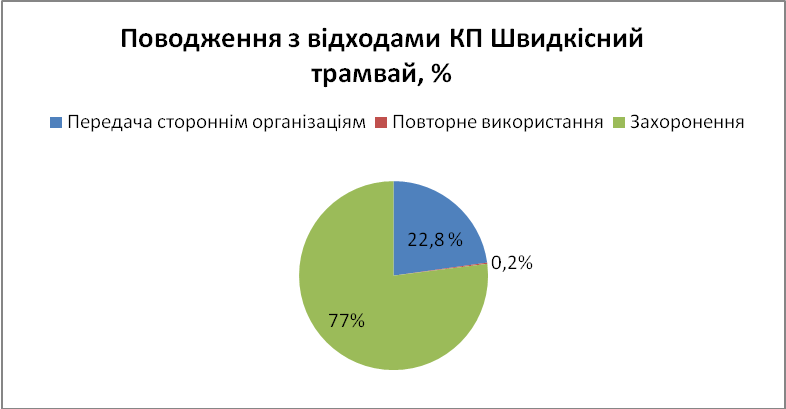 Поводження з відходами КП Швидкісний
трамвай, %
Передача стороннім організаціям Повторне використання Захоронення
22,8 %
0,2%
77%